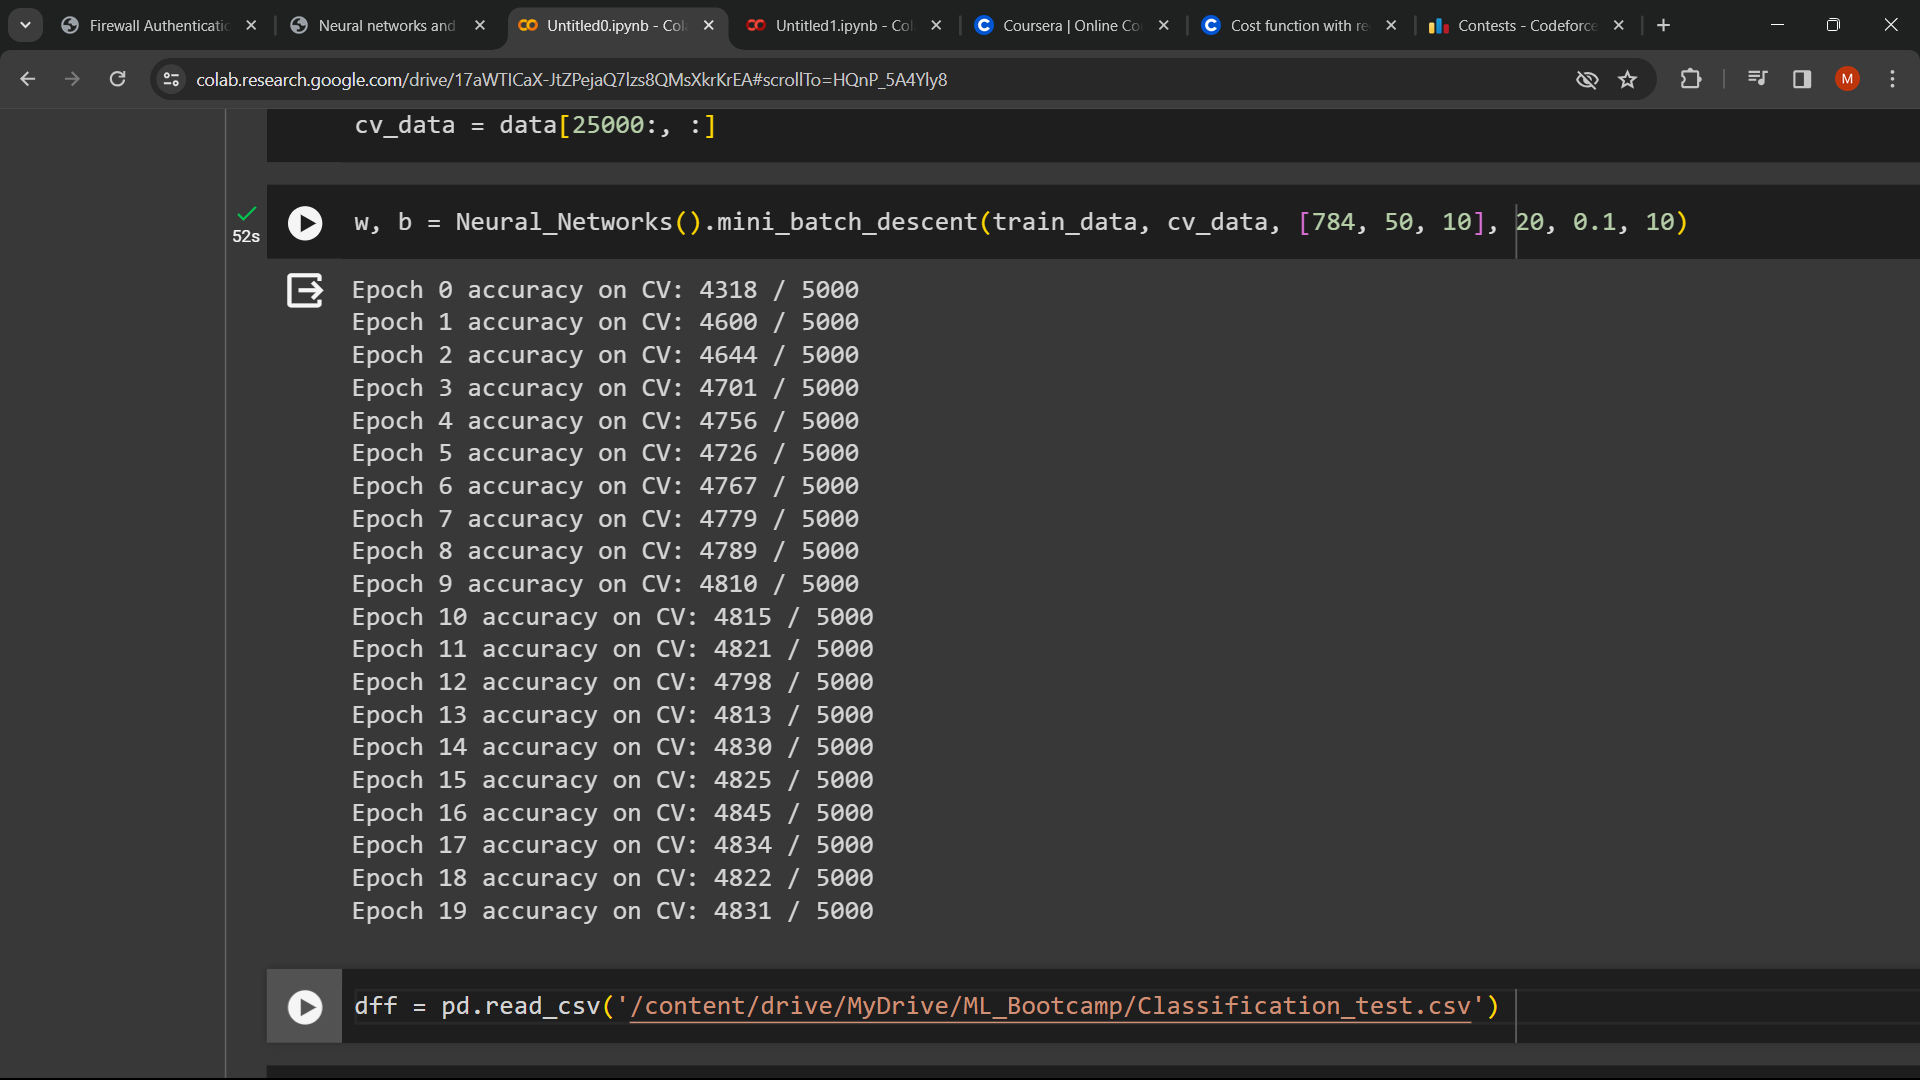 Firewall Authenticatio
Neural networks and
Untitled0.ipynb - Col
Untitled1.ipynb - Col
Coursera | Online Co
Cost function with re
Contests - Codeforce
colab.research.google.com/drive/17aWTICaX-JtZPejaQ7lzs8QMsXkrKrEA#scrollTo=HQnP_5A4Yly8
M
cv_data = data[25000:, :]
52s
w, b = Neural_Networks().mini_batch_descent(train_data, cv_data, [784, 50, 10], 20, 0.1, 10)
Epoch 0 accuracy on CV: 4318 / 5000
Epoch 1 accuracy on CV: 4600 / 5000
Epoch 2 accuracy on CV: 4644 / 5000
Epoch 3 accuracy on CV: 4701 / 5000
Epoch 4 accuracy on CV: 4756 / 5000
Epoch 5 accuracy on CV: 4726 / 5000
Epoch 6 accuracy on CV: 4767 / 5000
Epoch 7 accuracy on CV: 4779 / 5000
Epoch 8 accuracy on CV: 4789 / 5000
Epoch 9 accuracy on CV: 4810 / 5000
Epoch 10 accuracy on CV: 4815 / 5000
Epoch 11 accuracy on CV: 4821 / 5000
Epoch 12 accuracy on CV: 4798 / 5000
Epoch 13 accuracy on CV: 4813 / 5000
Epoch 14 accuracy on CV: 4830 / 5000
Epoch 15 accuracy on CV: 4825 / 5000
Epoch 16 accuracy on CV: 4845 / 5000
Epoch 17 accuracy on CV: 4834 / 5000
Epoch 18 accuracy on CV: 4822 / 5000
Epoch 19 accuracy on CV: 4831 / 5000
dff = pd.read_csv('/content/drive/MyDrive/ML_Bootcamp/Classification_test.csv')